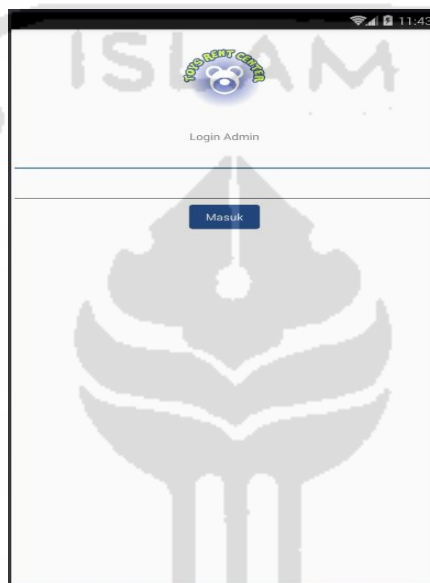 11:43
ISLAM
TOYS RENT CENTER
Login Admin
Masuk